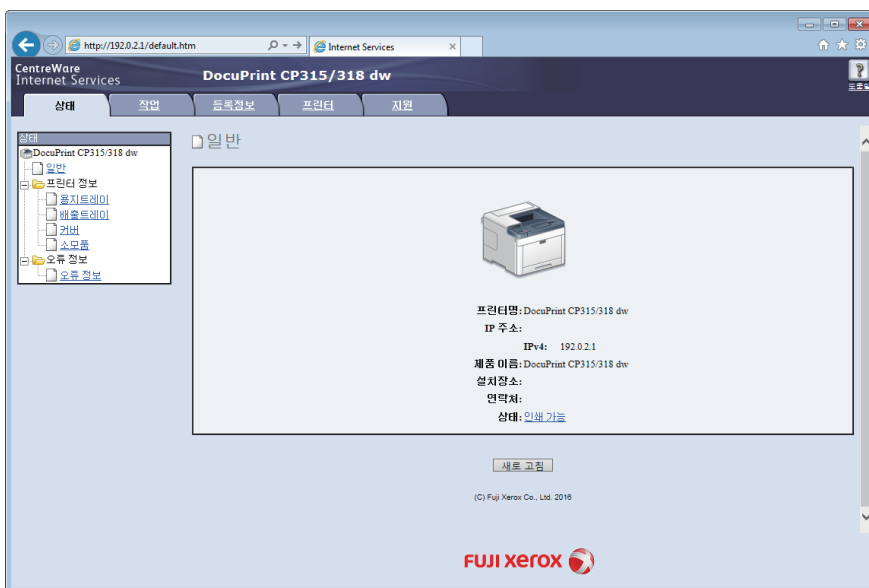 http://192.0.2.1/default.htm
Internet Services
CentreWare
Internet Services
DocuPrint CP315/318 dw
?
도움말
상태
작업
등록정보
프린터
지원
상태
DocuPrint CP315/318 dw
일반
프린터 정보
용지트레이
배출트레이
커버
소모품
오류 정보
오류 정보
일반
프린터명: DocuPrint CP315/318 dw
IP 주소:
IPv4: 192.0.2.1
제품 이름: DocuPrint CP315/318 dw
설치장소:
연락처:
상태: 인쇄 가능
새로 고침
(C) Fuji Xerox Co., Ltd. 2016
FUJI xerox